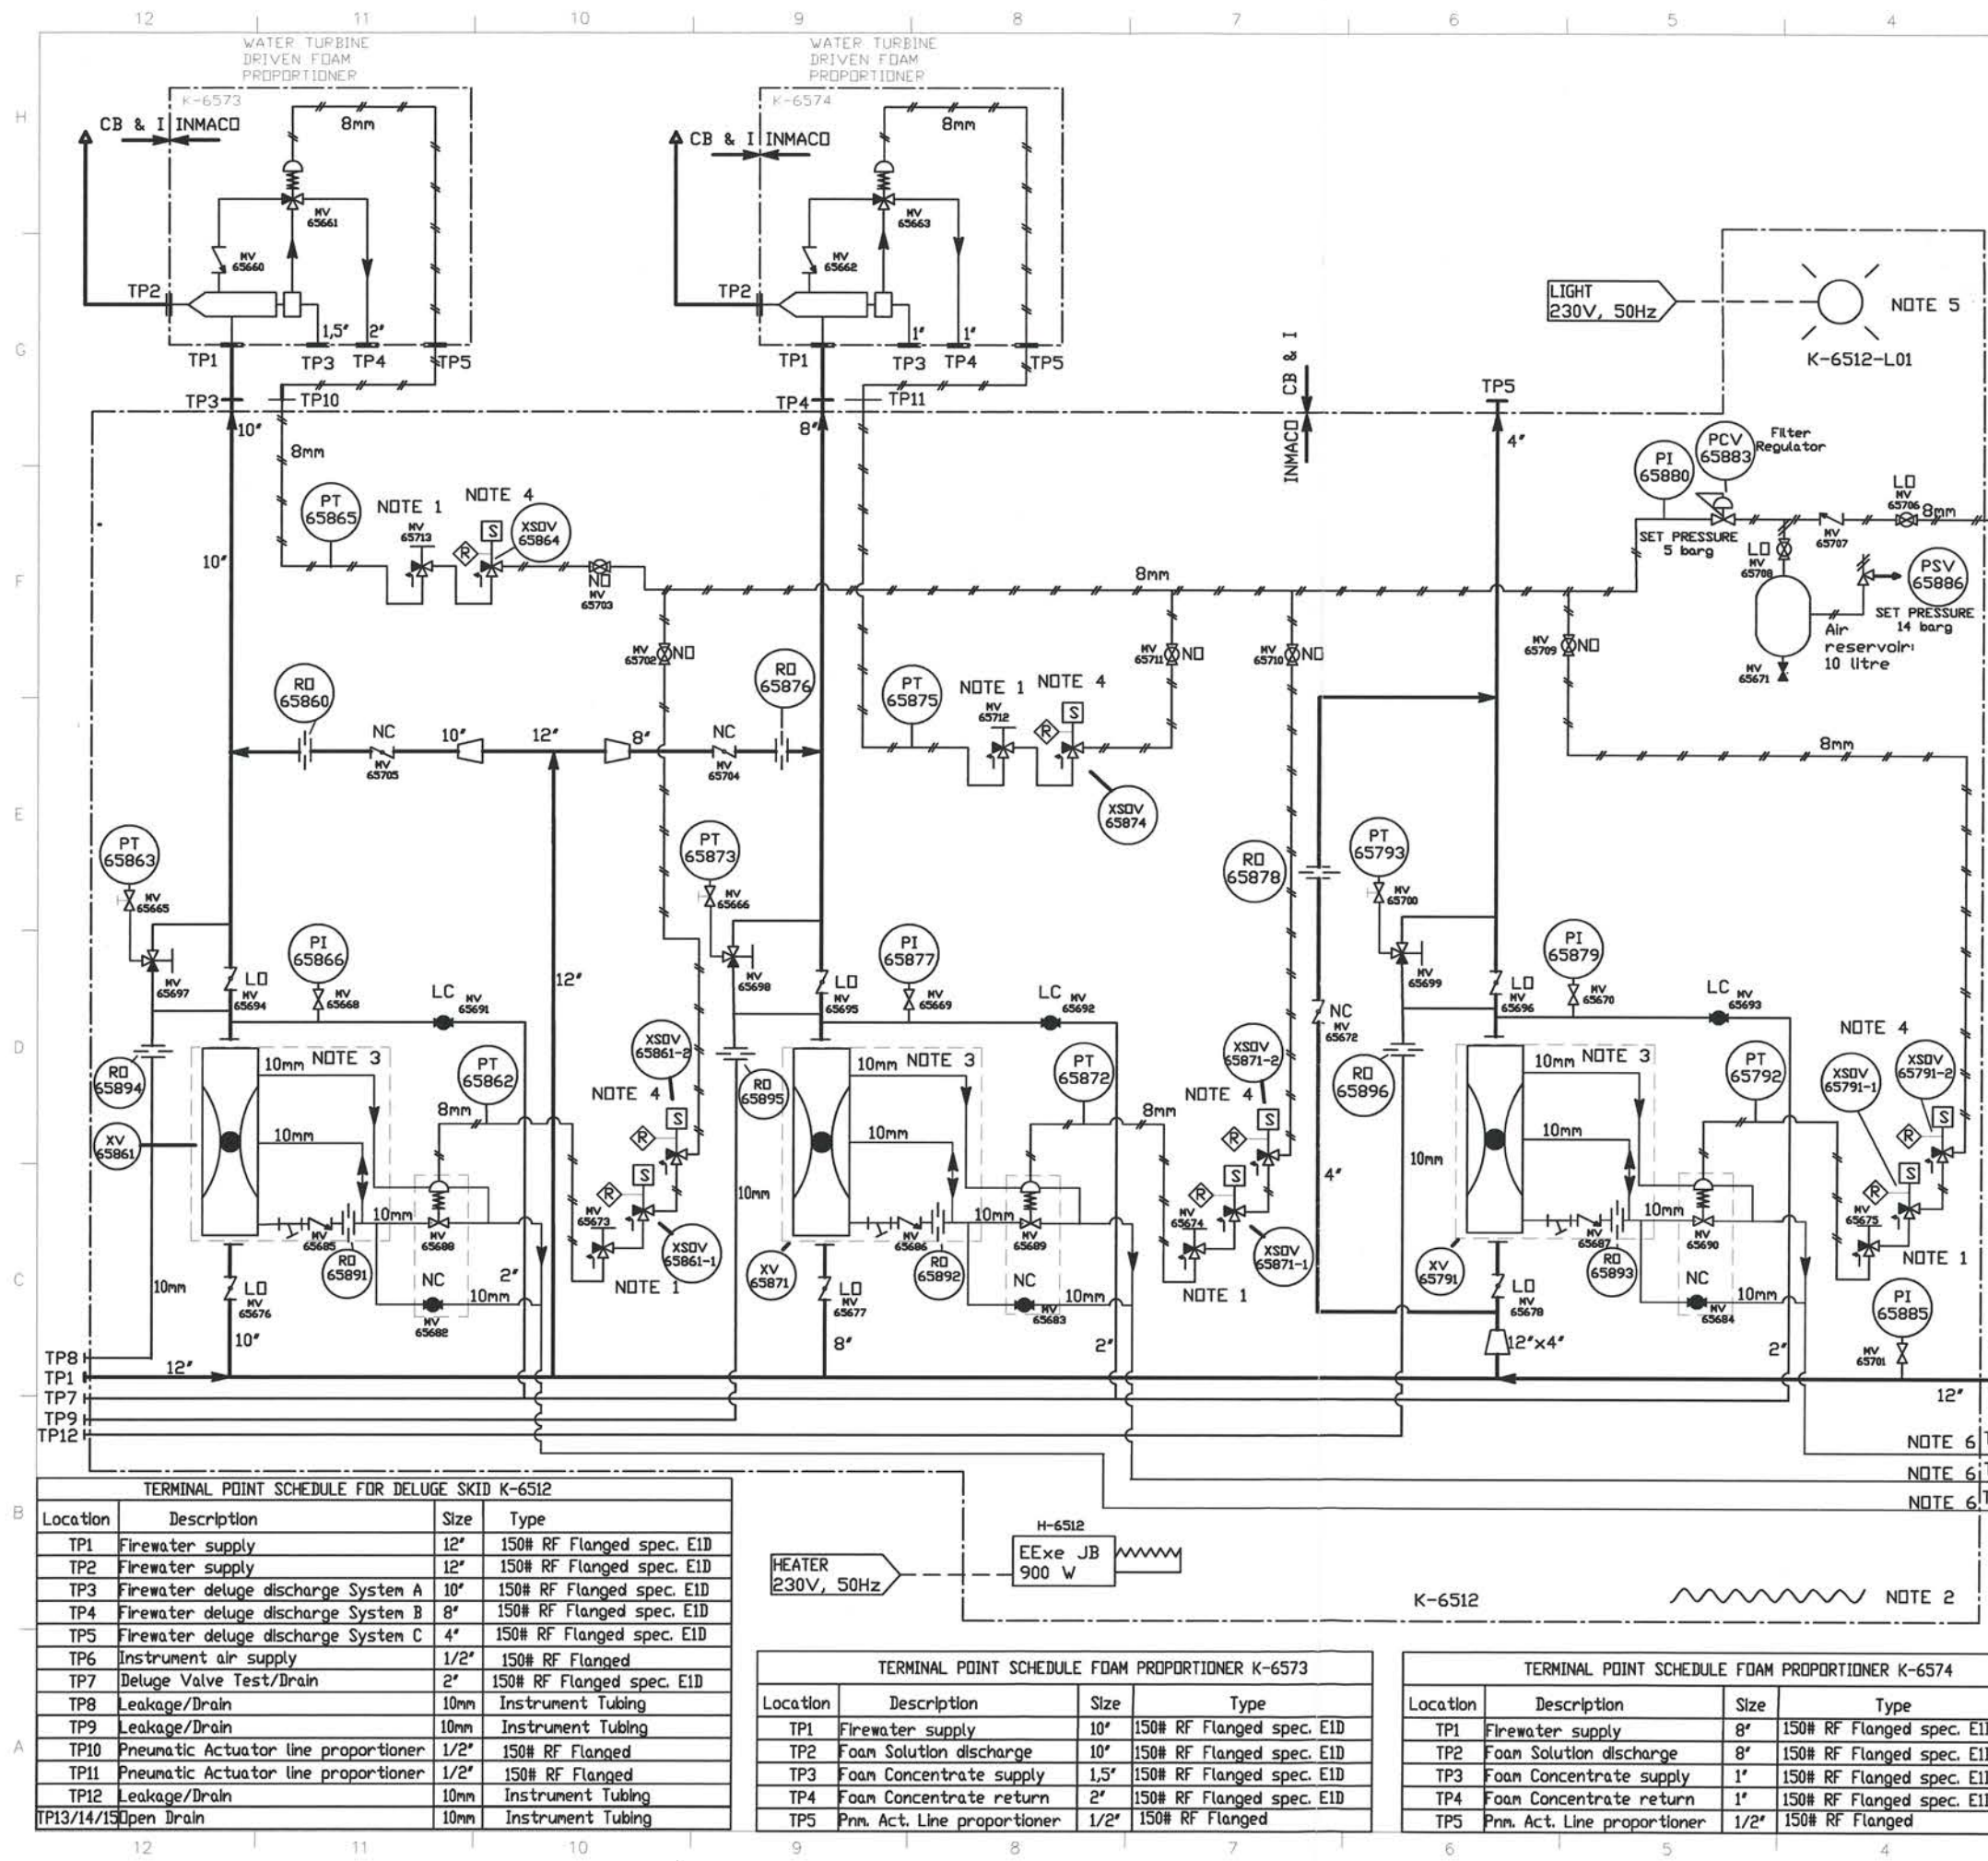 12 11 10 9 8 7 6 5 4
WATER TURBINE
DRIVEN FOAM
PROPORTIONER
WATER TURBINE
DRIVEN FOAM
PROPORTIONER
H
K-6573
CB & I INMACO
8mm
MV
65661
MV
65660
TP2
1,5" 2"
TP1 TP3 TP4 TP5
K-6574
CB & I INMACO
8mm
MV
65663
MV
65662
TP2
1" 1"
TP1 TP3 TP4 TP5
G
LIGHT
230V, 50Hz
NOTE 5
K-6512-L01
CB & I
INMACO
TP3 TP10
TP4 TP11
TP5
10"
8mm
8"
4"
PI
65880
PCV
65883
Filter
Regulator
LO
MV
65706
8mm
SET PRESSURE
5 barg
MV
65707
LO
MV
65708
PSV
65886
SET PRESSURE
14 barg
Air
reservoir:
10 litre
MV
65671
F
10"
PT
65865
NOTE 1
MV
65713
NOTE 4
XSOV
65864
NO
MV
65703
8mm
MV
65702
NO
MV
65711
NO
MV
65710
NO
MV
65709
NO
RO
65860
NC
MV
65705
10"
12"
8"
NC
MV
65704
RO
65876
PT
65875
NOTE 1
MV
65712
NOTE 4
XSOV
65874
8mm
E
PT
65863
MV
65665
PT
65873
MV
65666
RO
65878
PT
65793
MV
65700
MV
65697
LO
MV
65694
PI
65866
MV
65668
LC
MV
65691
12"
MV
65698
LO
MV
65695
PI
65877
MV
65669
LC
MV
65692
NC
MV
65672
MV
65699
LO
MV
65696
PI
65879
MV
65670
LC
MV
65693
D
RO
65894
XV
65861
10mm
NOTE 3
10mm
PT
65862
8mm
XSOV
65861-2
NOTE 4
S
R
S
R
MV
65673
XSOV
65861-1
NOTE 1
MV
65685
RO
65891
10mm
MV
65688
NC
MV
65682
10mm
2"
10mm
LO
MV
65676
10"
RO
65895
10mm
XV
65871
10mm
NOTE 3
10mm
PT
65872
8mm
XSOV
65871-2
NOTE 4
S
R
S
R
MV
65674
XSOV
65871-1
NOTE 1
MV
65686
RO
65892
10mm
MV
65689
NC
MV
65683
10mm
2"
LO
MV
65677
8"
4"
RO
65896
10mm
XV
65791
10mm
NOTE 3
10mm
PT
65792
XSOV
65791-1
NOTE 4
XSOV
65791-2
S
R
S
R
MV
65675
NOTE 1
MV
65687
RO
65893
10mm
MV
65690
NC
MV
65684
10mm
2"
LO
MV
65678
12"x4"
PI
65885
MV
65701
C
TP8
TP1
12"
12"
TP7
TP9
TP12
NOTE 6
NOTE 6
NOTE 6
B
TERMINAL POINT SCHEDULE FOR DELUGE SKID K-6512
Location Description Size Type
TP1 Firewater supply 12" 150# RF Flanged spec. E1D
TP2 Firewater supply 12" 150# RF Flanged spec. E1D
TP3 Firewater deluge discharge System A 10" 150# RF Flanged spec. E1D
TP4 Firewater deluge discharge System B 8" 150# RF Flanged spec. E1D
TP5 Firewater deluge discharge System C 4" 150# RF Flanged spec. E1D
TP6 Instrument air supply 1/2" 150# RF Flanged
TP7 Deluge Valve Test/Drain 2" 150# RF Flanged spec. E1D
TP8 Leakage/Drain 10mm Instrument Tubing
TP9 Leakage/Drain 10mm Instrument Tubing
TP10 Pneumatic Actuator line proportioner 1/2" 150# RF Flanged
TP11 Pneumatic Actuator line proportioner 1/2" 150# RF Flanged
TP12 Leakage/Drain 10mm Instrument Tubing
TP13/14/15 Open Drain 10mm Instrument Tubing
HEATER
230V, 50Hz
H-6512
EExe JB
900 W
K-6512
NOTE 2
A
TERMINAL POINT SCHEDULE FOAM PROPORTIONER K-6573
Location Description Size Type
TP1 Firewater supply 10" 150# RF Flanged spec. E1D
TP2 Foam Solution discharge 10" 150# RF Flanged spec. E1D
TP3 Foam Concentrate supply 1,5" 150# RF Flanged spec. E1D
TP4 Foam Concentrate return 2" 150# RF Flanged spec. E1D
TP5 Pnm. Act. Line proportioner 1/2" 150# RF Flanged
TERMINAL POINT SCHEDULE FOAM PROPORTIONER K-6574
Location Description Size Type
TP1 Firewater supply 8" 150# RF Flanged spec.
TP2 Foam Solution discharge 8" 150# RF Flanged spec.
TP3 Foam Concentrate supply 1" 150# RF Flanged spec.
TP4 Foam Concentrate return 1" 150# RF Flanged spec.
TP5 Pnm. Act. Line proportioner 1/2" 150# RF Flanged
12 11 10 9 8 7 6 5 4